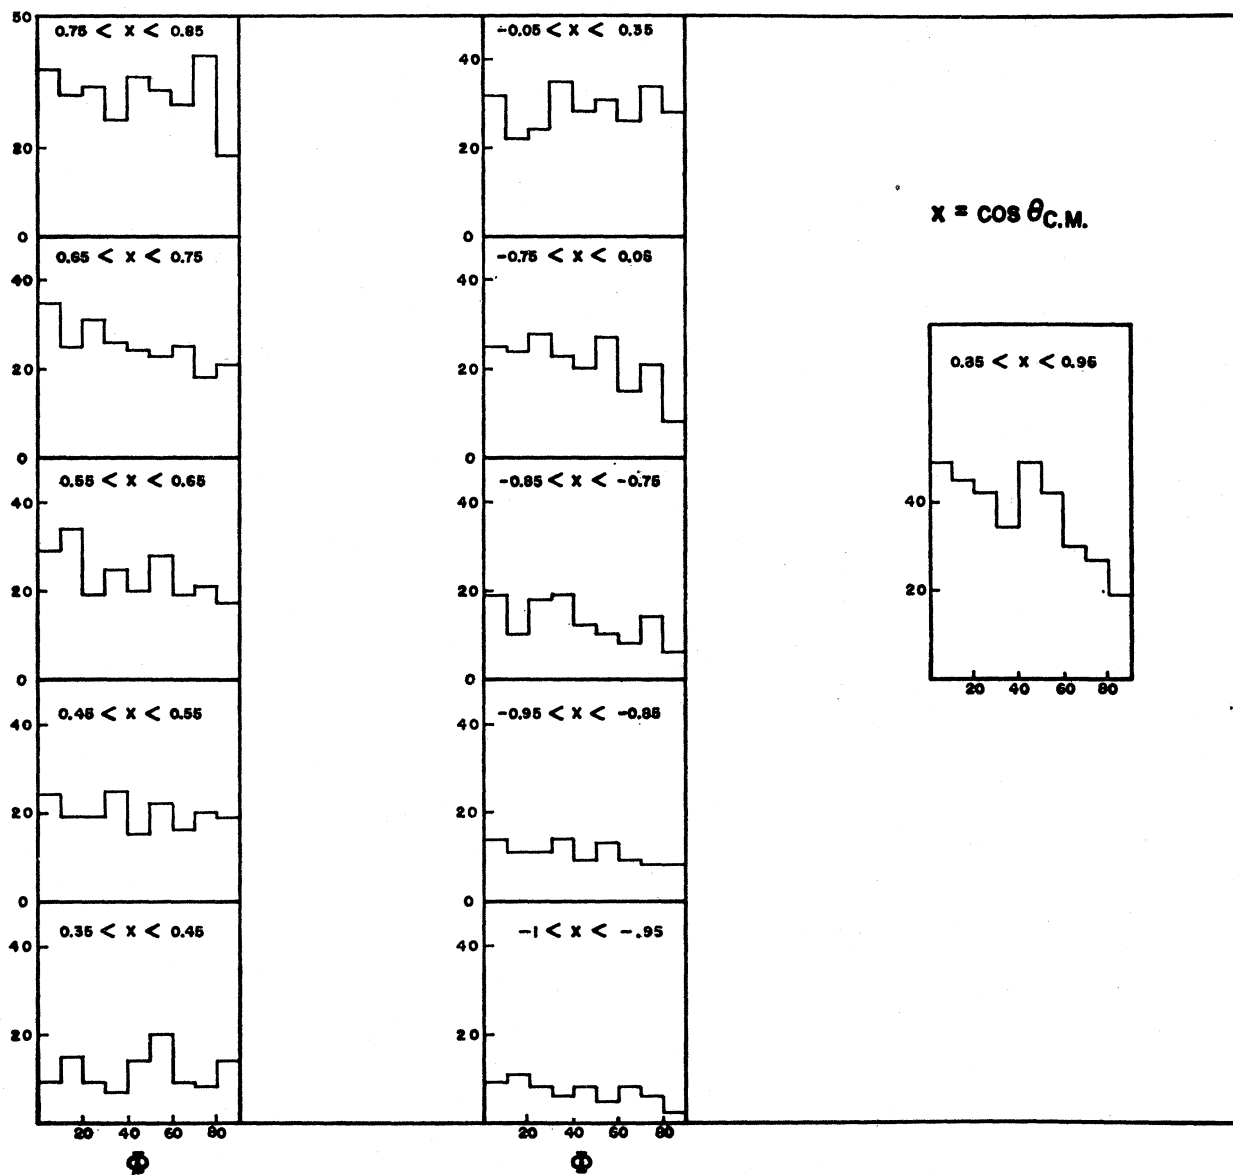 50
0.75 < x < 0.85
20
0
0.65 < x < 0.75
40
20
0
0.55 < x < 0.65
40
20
0
0.45 < x < 0.55
40
20
0
0.35 < x < 0.45
40
20
20 40 60 80
Φ
-0.05 < x < 0.35
40
20
0
-0.75 < x < 0.05
40
20
0
-0.85 < x < -0.75
40
20
0
-0.95 < x < -0.85
40
20
0
-1 < x < -.95
40
20
20 40 60 80
Φ
x = COS θC.M.
0.85 < x < 0.95
40
20
20 40 60 80